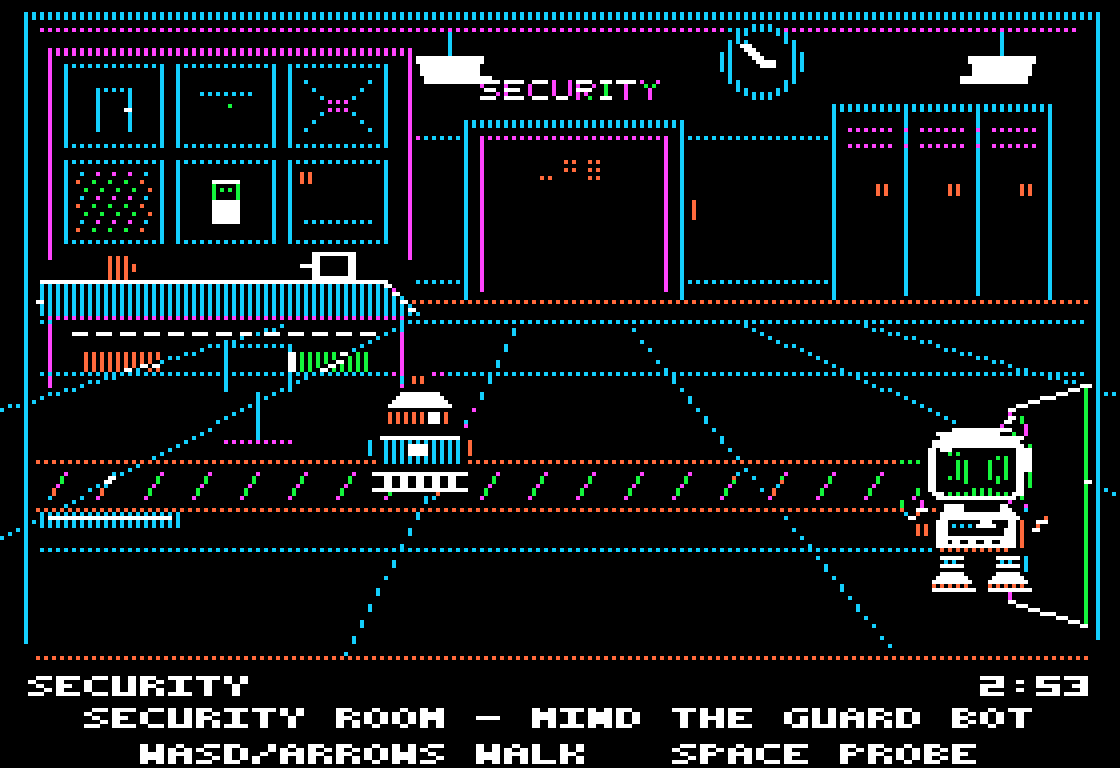 SECURITY
SECURITY 2:53
SECURITY ROOM - MIND THE GUARD BOT
WASD/ARROWS WALK SPACE PROBE